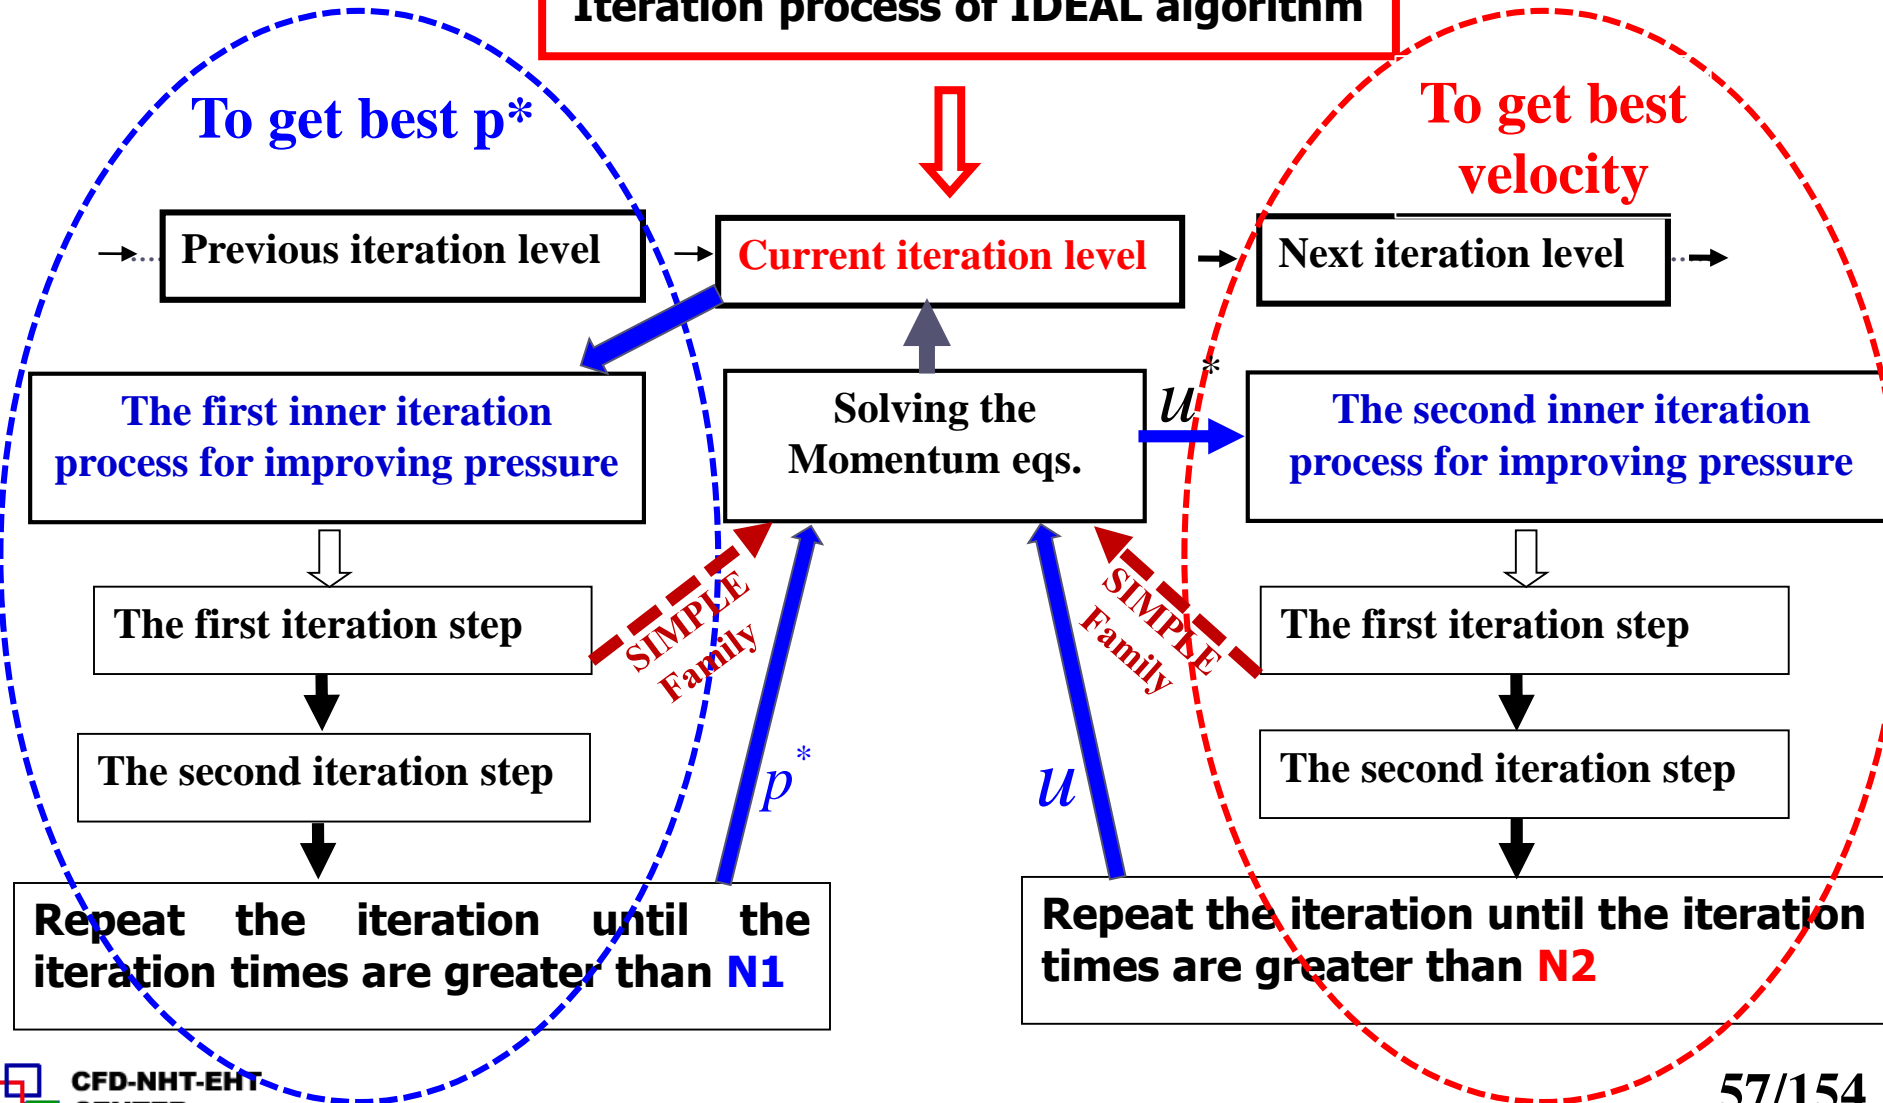 Iteration process of IDEAL algorithm
To get best p*
To get best
velocity
Previous iteration level
Current iteration level
Next iteration level
The first inner iteration
process for improving pressure
Solving the
Momentum eqs.
u*
The second inner iteration
process for improving pressure
SIMPLE
Family
SIMPLE
Family
The first iteration step
The first iteration step
The second iteration step
p*
u
The second iteration step
Repeat the iteration until the
iteration times are greater than N1
Repeat the iteration until the iteration
times are greater than N2
CFD-NHT-EHT
CENTER
57/154